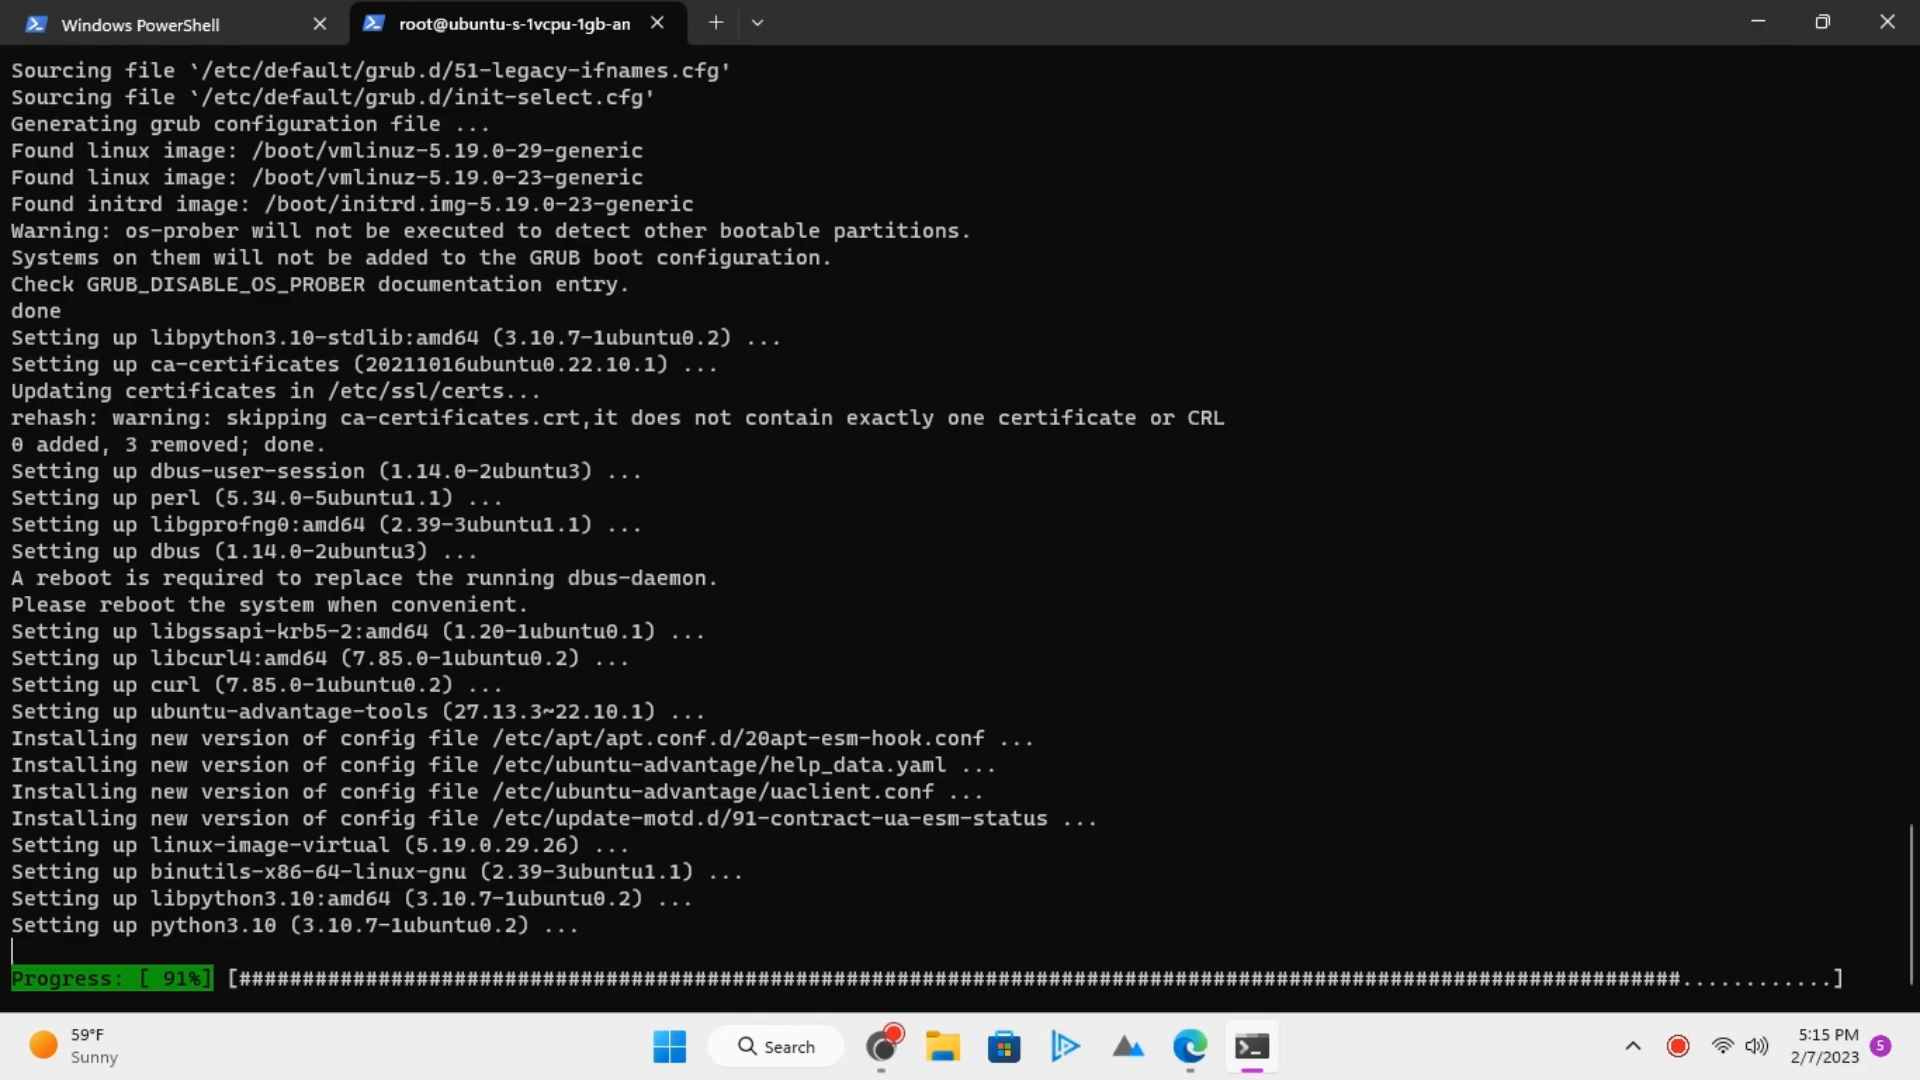 Windows PowerShell
root@ubuntu-s-1vcpu-1gb-am
Sourcing file `/etc/default/grub.d/51-legacy-ifnames.cfg'
Sourcing file `/etc/default/grub.d/init-select.cfg'
Generating grub configuration file ...
Found linux image: /boot/vmlinuz-5.19.0-29-generic
Found linux image: /boot/vmlinuz-5.19.0-23-generic
Found initrd image: /boot/initrd.img-5.19.0-23-generic
Warning: os-prober will not be executed to detect other bootable partitions.
Systems on them will not be added to the GRUB boot configuration.
Check GRUB_DISABLE_OS_PROBER documentation entry.
done
Setting up libpython3.10-stdlib:amd64 (3.10.7-1ubuntu0.2) ...
Setting up ca-certificates (20211016ubuntu0.22.10.1) ...
Updating certificates in /etc/ssl/certs...
rehash: warning: skipping ca-certificates.crt,it does not contain exactly one certificate or CRL
0 added, 3 removed; done.
Setting up dbus-user-session (1.14.0-2ubuntu3) ...
Setting up perl (5.34.0-5ubuntu1.1) ...
Setting up libgprofng0:amd64 (2.39-3ubuntu1.1) ...
Setting up dbus (1.14.0-2ubuntu3) ...
A reboot is required to replace the running dbus-daemon.
Please reboot the system when convenient.
Setting up libgssapi-krb5-2:amd64 (1.20-1ubuntu0.1) ...
Setting up libcurl4:amd64 (7.85.0-1ubuntu0.2) ...
Setting up curl (7.85.0-1ubuntu0.2) ...
Setting up ubuntu-advantage-tools (27.13.3~22.10.1) ...
Installing new version of config file /etc/apt/apt.conf.d/20apt-esm-hook.conf ...
Installing new version of config file /etc/ubuntu-advantage/help_data.yaml ...
Installing new version of config file /etc/ubuntu-advantage/uaclient.conf ...
Installing new version of config file /etc/update-motd.d/91-contract-ua-esm-status ...
Setting up linux-image-virtual (5.19.0.29.26) ...
Setting up binutils-x86-64-linux-gnu (2.39-3ubuntu1.1) ...
Setting up libpython3.10:amd64 (3.10.7-1ubuntu0.2) ...
Setting up python3.10 (3.10.7-1ubuntu0.2) ...
Progress: [ 91%] [##################################################################################################################............]
59°F
Sunny
Search
5:15 PM
2/7/2023
5